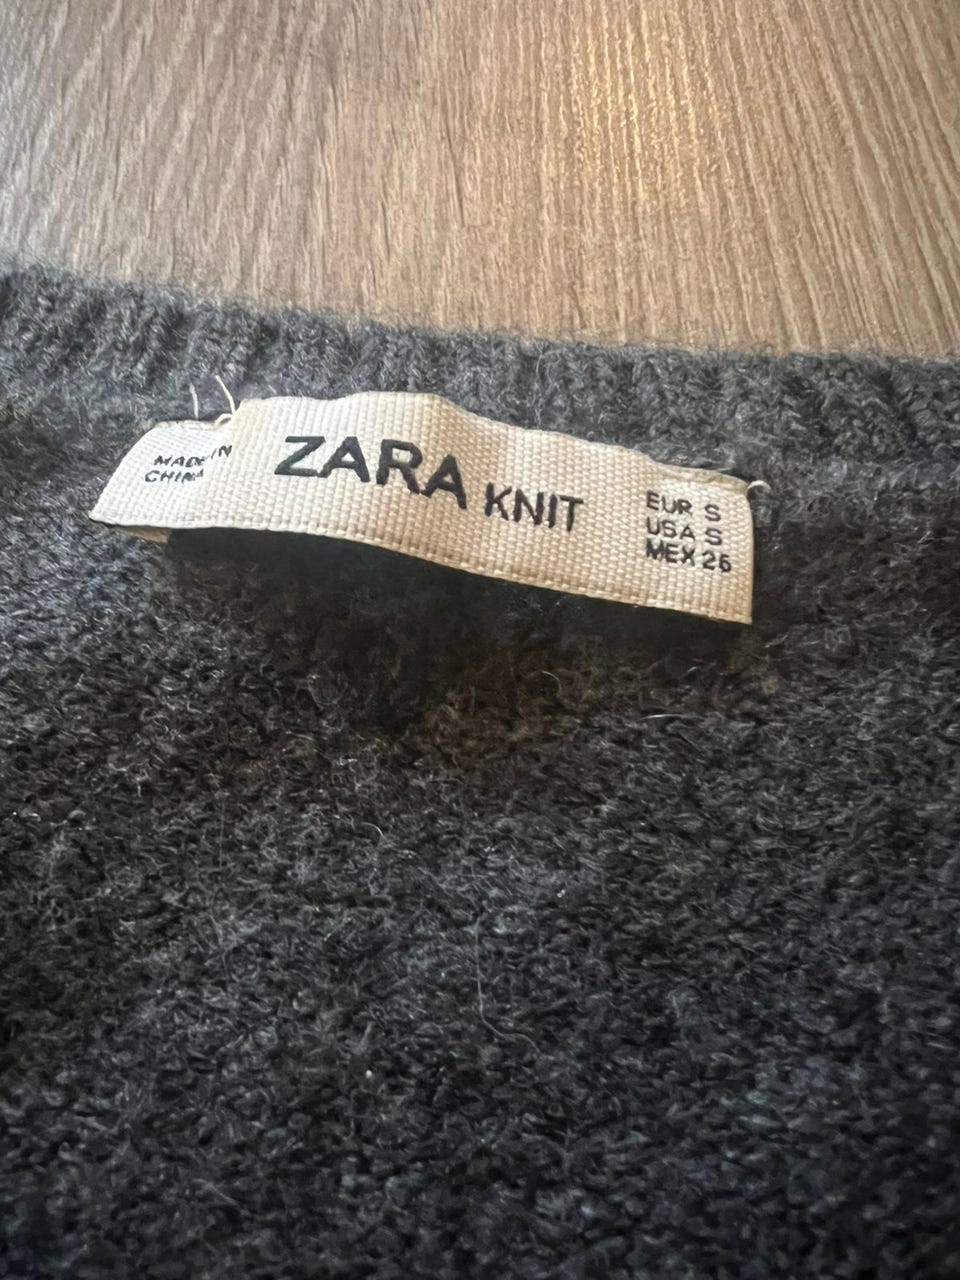 MADE IN
CHINA
ZARA KNIT
EUR S
USA S
MEX 26